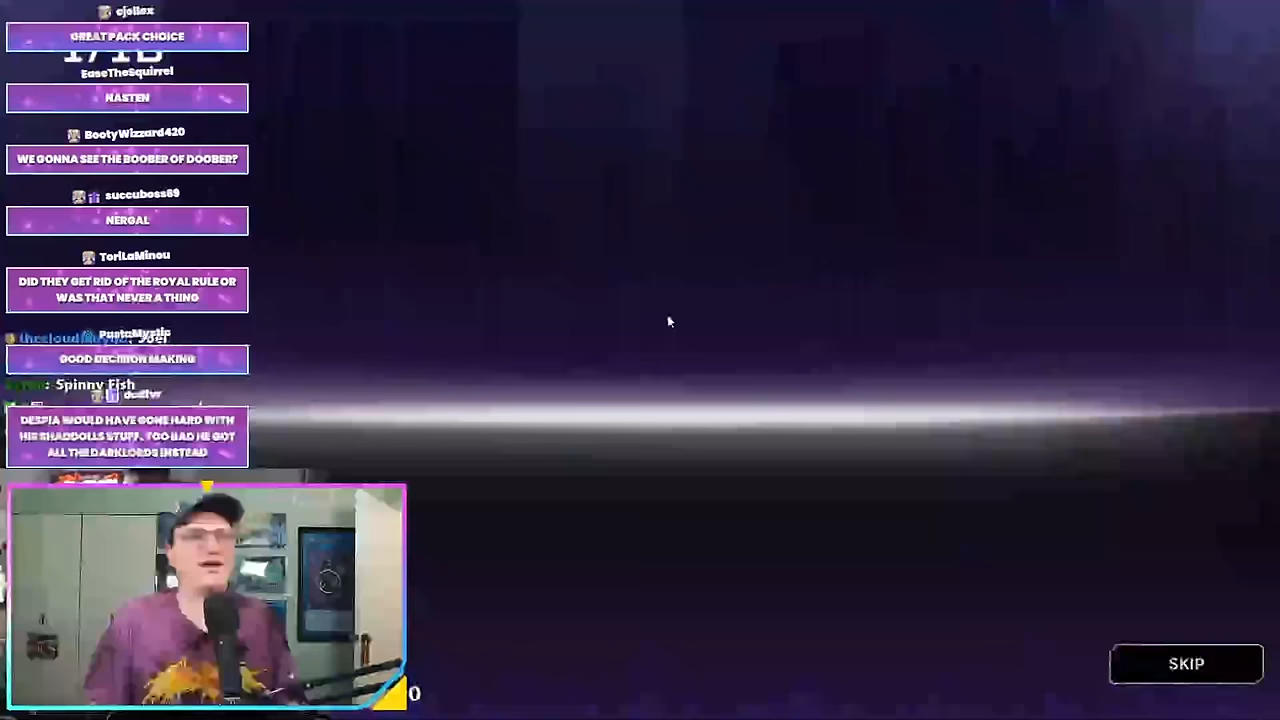 cjollex
GREAT PACK CHOICE
EaseTheSquirrel
NASTEN
BootyWizzard420
WE GONNA SEE THE BOOBER OF DOOBER?
succuboss69
NERGAL
ToriLaMinou
DID THEY GET RID OF THE ROYAL RULE OR
WAS THAT NEVER A THING
GOOD DECISION MAKING
: Spinny Fish
DESPIA WOULD HAVE GONE HARD WITH
HIS SHADDOLLS STUFF. TOO BAD HE GOT
ALL THE DARKLORDS INSTEAD
0
SKIP